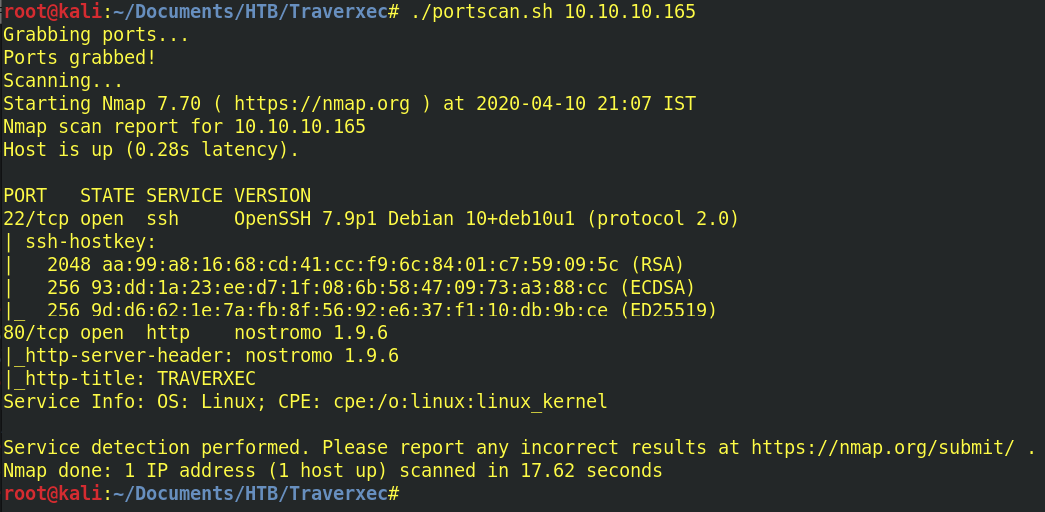 root@kali:~/Documents/HTB/Traverxec# ./portscan.sh 10.10.10.165
Grabbing ports...
Ports grabbed!
Scanning...
Starting Nmap 7.70 ( https://nmap.org ) at 2020-04-10 21:07 IST
Nmap scan report for 10.10.10.165
Host is up (0.28s latency).

PORT   STATE SERVICE VERSION
22/tcp open  ssh     OpenSSH 7.9p1 Debian 10+deb10u1 (protocol 2.0)
| ssh-hostkey:
|   2048 aa:99:a8:16:68:cd:41:cc:f9:6c:84:01:c7:59:09:5c (RSA)
|   256 93:dd:1a:23:ee:d7:1f:08:6b:58:47:09:73:a3:88:cc (ECDSA)
|_  256 9d:d6:62:1e:7a:fb:8f:56:92:e6:37:f1:10:db:9b:ce (ED25519)
80/tcp open  http    nostromo 1.9.6
|_http-server-header: nostromo 1.9.6
|_http-title: TRAVERXEC
Service Info: OS: Linux; CPE: cpe:/o:linux:linux_kernel

Service detection performed. Please report any incorrect results at https://nmap.org/submit/ .
Nmap done: 1 IP address (1 host up) scanned in 17.62 seconds
root@kali:~/Documents/HTB/Traverxec#